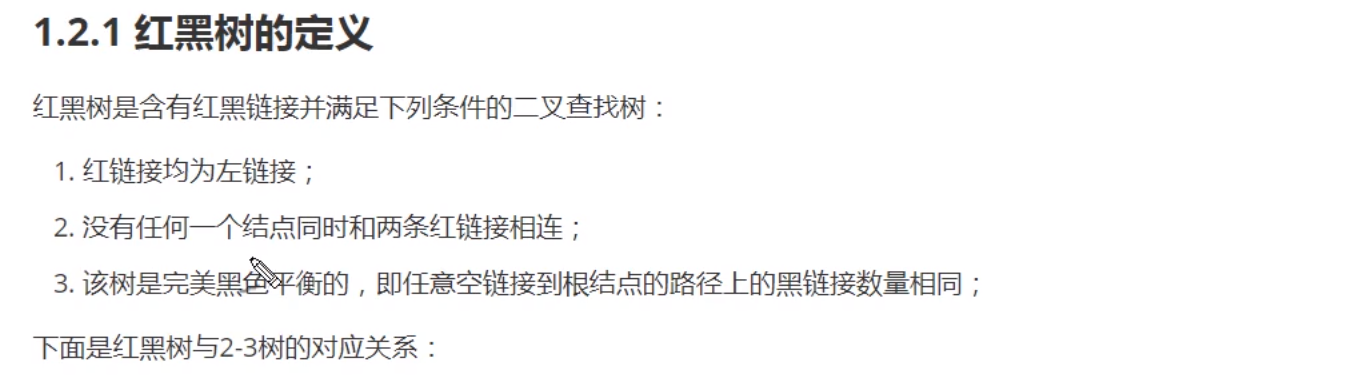 1.2.1 红黑树的定义
红黑树是含有红黑链接并满足下列条件的二叉查找树：
1. 红链接均为左链接；
2. 没有任何一个结点同时和两条红链接相连；
3. 该树是完美黑色平衡的，即任意空链接到根结点的路径上的黑链接数量相同；
下面是红黑树与2-3树的对应关系：